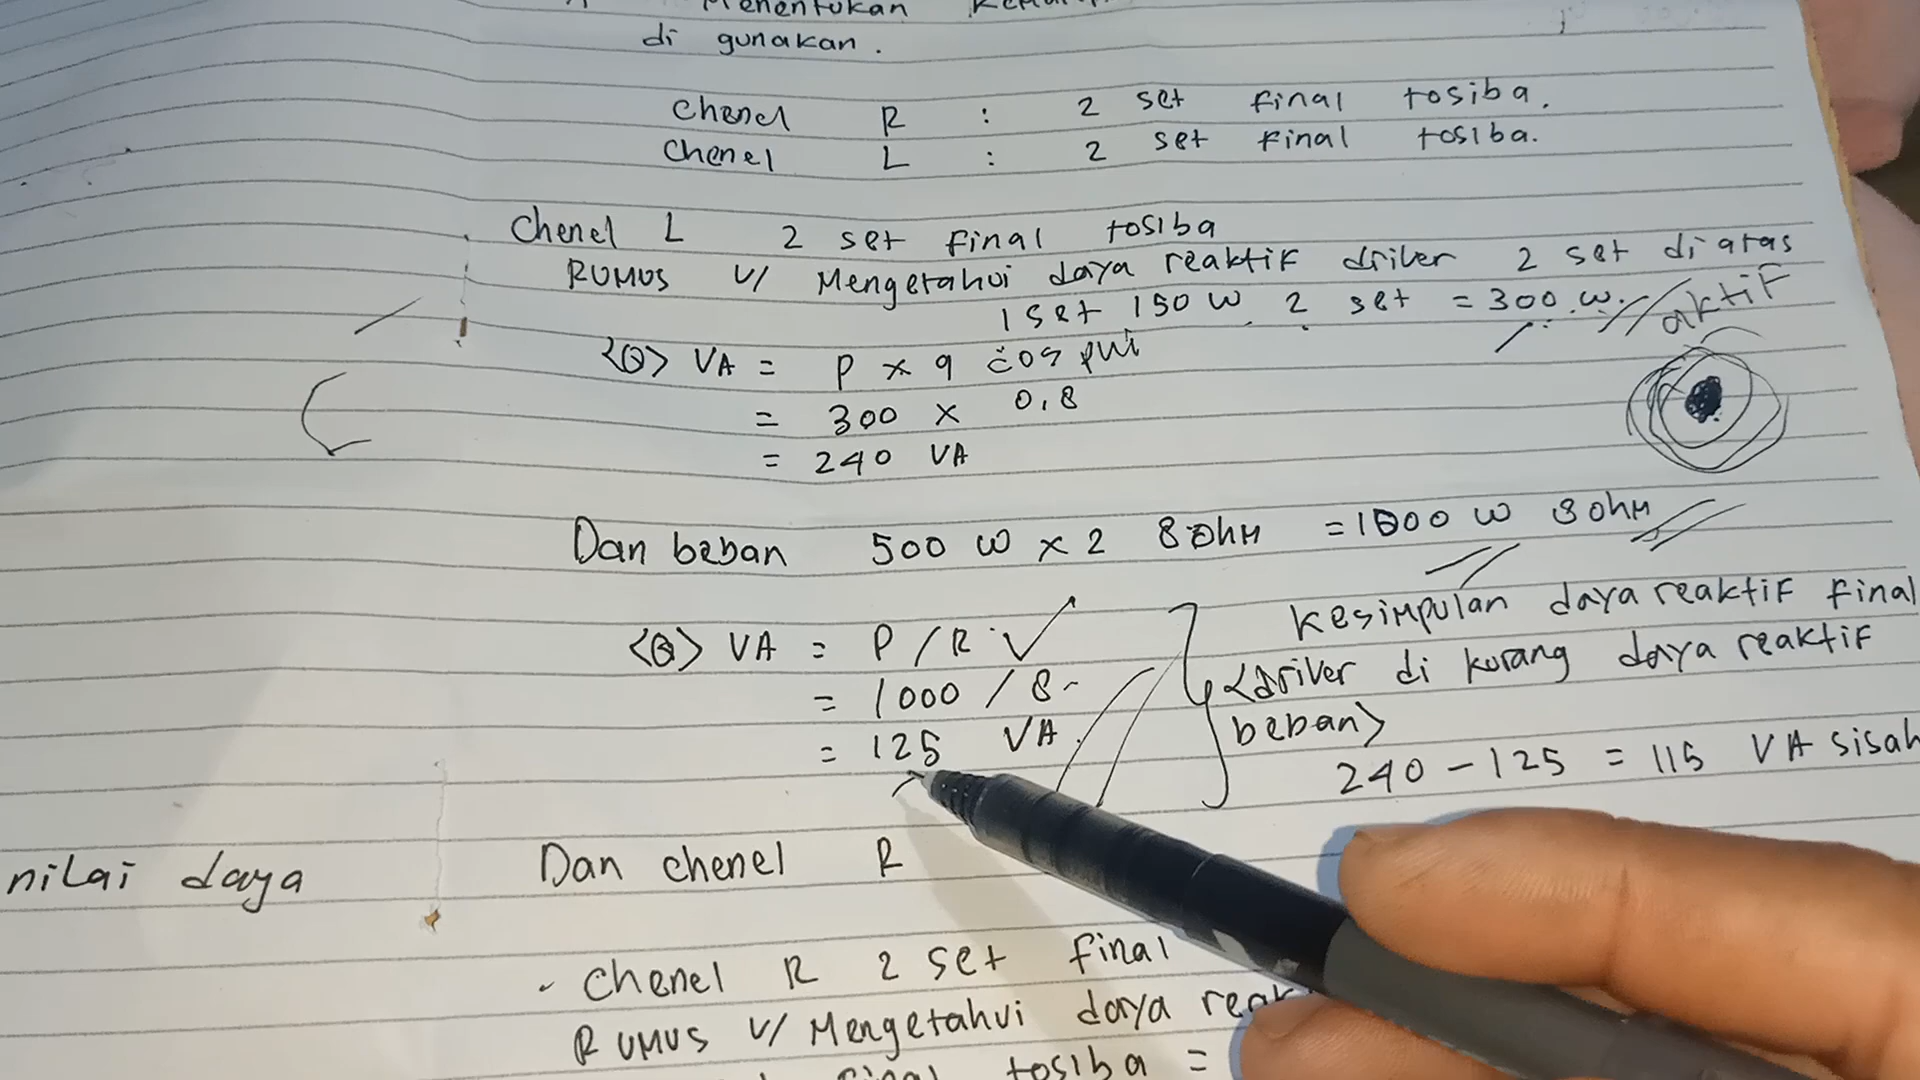 Menentukan
di gunakan.
Chenel R : 2 set final tosiba.
Chenel L : 2 set final tosiba.
Chenel L 2 set final tosiba
RUMUS U/ Mengetahui daya reaktif driver 2 set di atas
1 set 150 W 2 set = 300 W. // aktif
<Q> VA = P x q cos phi
= 300 x 0,8
= 240 VA
Dan beban 500 W x 2 8 ohm = 1000 W 8 ohm
<Q> VA = P / R.
= 1000 / 8
= 125 VA.
kesimpulan daya reaktif final
<driver di kurang daya reaktif
beban>
240 - 125 = 115 VA sisah
nilai daya
Dan chenel R
- Chenel R 2 set final
RUMUS U/ Mengetahui daya reak
final tosiba =